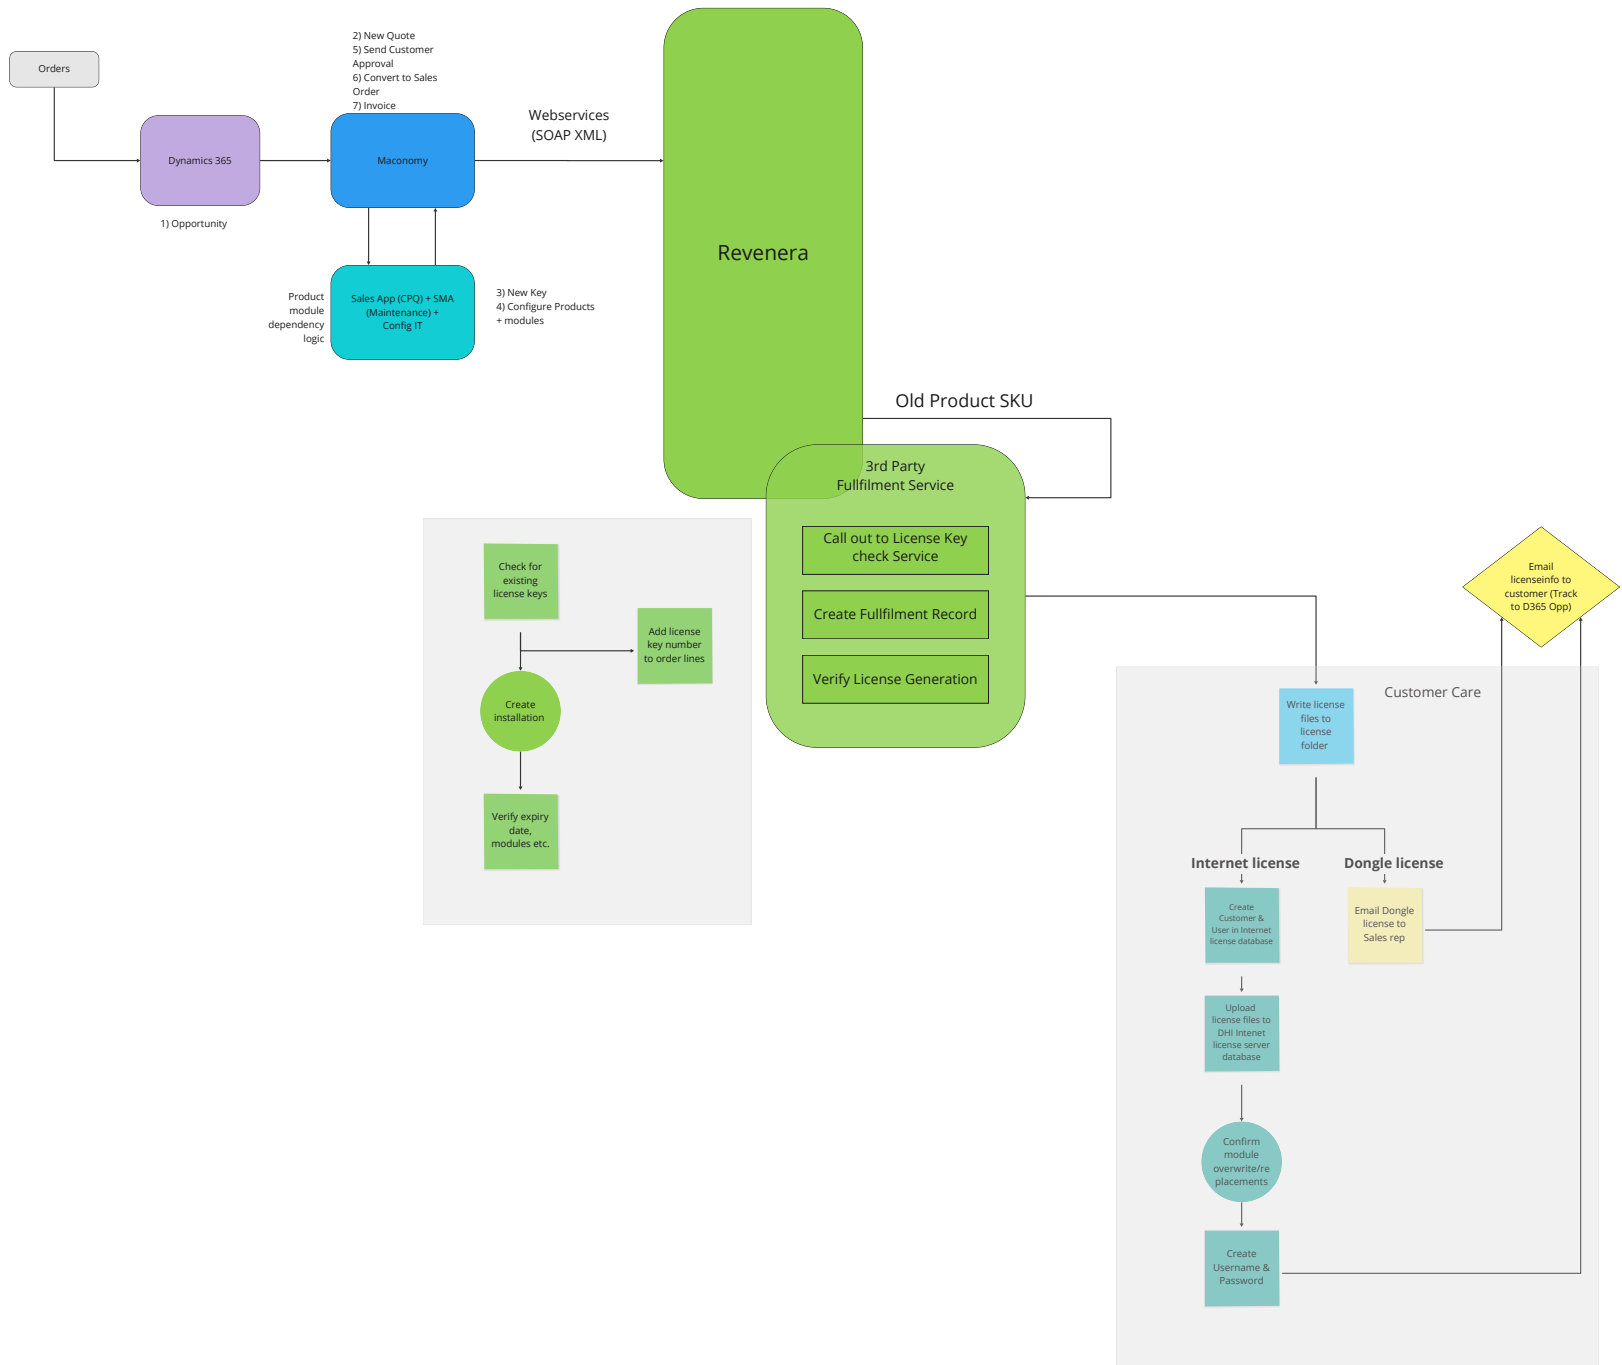 Orders
2) New Quote
5) Send Customer
Approval
6) Convert to Sales
Order
7) Invoice
Dynamics 365
1) Opportunity
Maconomy
Webservices
(SOAP XML)
Product
module
dependency
logic
Sales App (CPQ) + SMA
(Maintenance) +
Config IT
3) New Key
4) Configure Products
+ modules
Revenera
Old Product SKU
3rd Party
Fullfilment Service
Call out to License Key
check Service
Create Fullfilment Record
Verify License Generation
Check for
existing
license keys
Add license
key number
to order lines
Create
installation
Verify expiry
date,
modules etc.
Email
licenseinfo to
customer (Track
to D365 Opp)
Customer Care
Write license
files to
license
folder
Internet license
Dongle license
Create
Customer &
User in Internet
license database
Email Dongle
license to
Sales rep
Upload
license files to
DHI Intenet
license server
database
Confirm
module
overwrite/re
placements
Create
Username &
Password